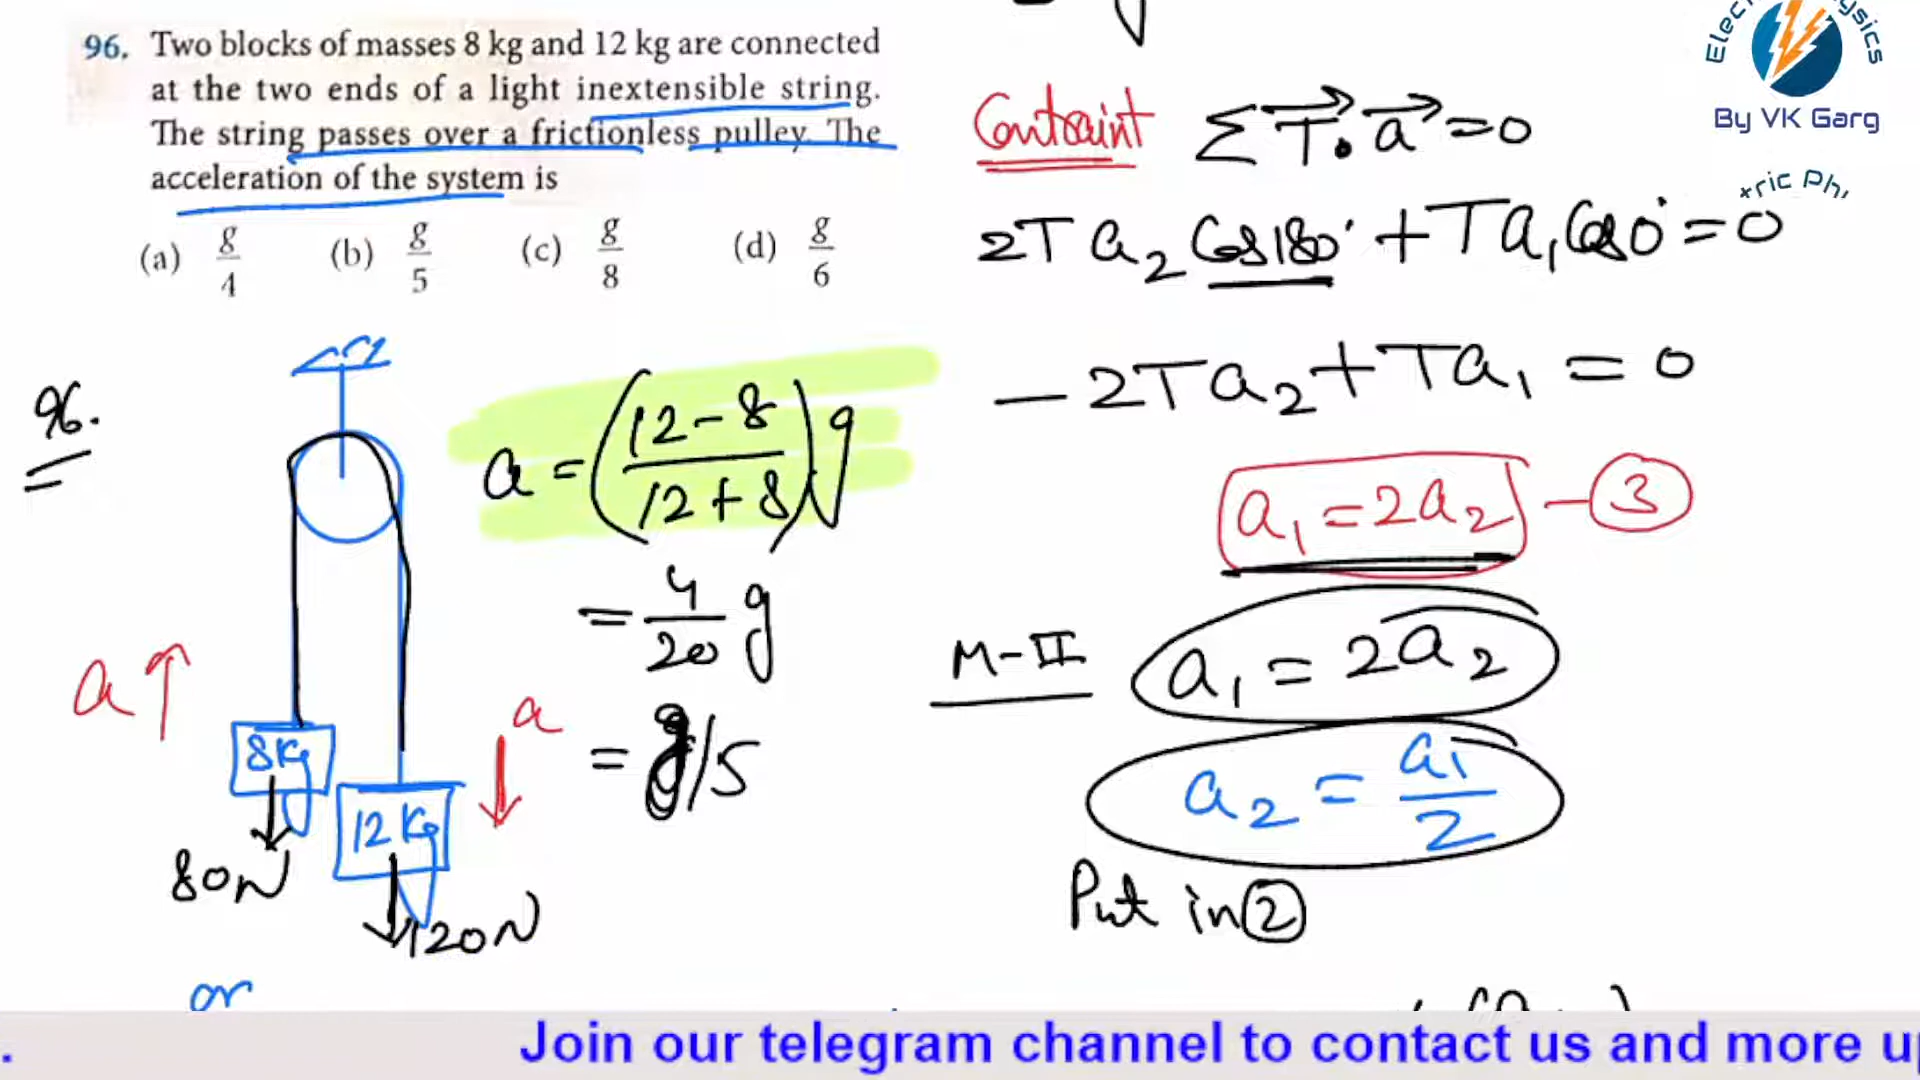 96. Two blocks of masses 8 kg and 12 kg are connected
at the two ends of a light inextensible string.
The string passes over a frictionless pulley. The
acceleration of the system is
(a) g/4 (b) g/5 (c) g/8 (d) g/6
96.
a = (12-8/12+8)g
= 4/20 g
= g/5
a
a
8Kg
12 Kg
80N
120N
or
Contraint Σ T⃗ . a⃗ = 0
2T a₂ Cos180° + Ta₁ Cos0° = 0
-2Ta₂ + Ta₁ = 0
a₁ = 2a₂ - 3
M-II a₁ = 2a₂
a₂ = a₁/2
Put in 2
By VK Garg
Join our telegram channel to contact us and more